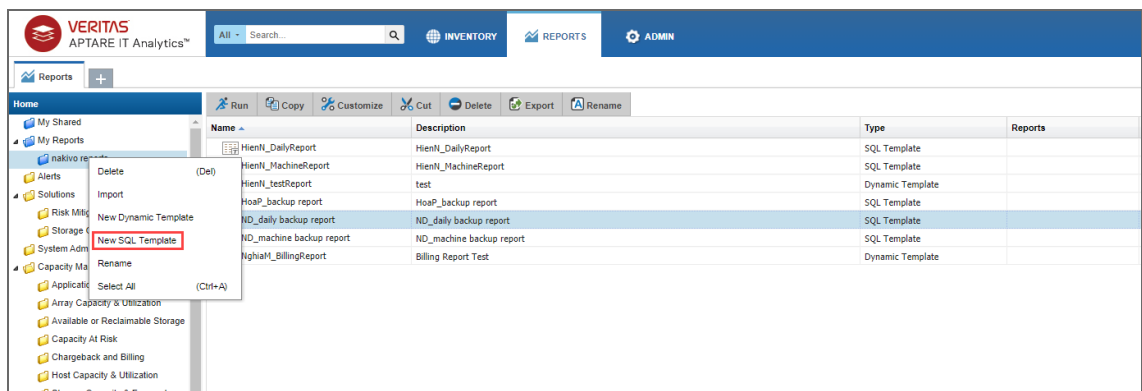 VERITAS
APTARE IT Analytics™
All Search... INVENTORY REPORTS ADMIN
Reports +
Home
Run Copy Customize Cut Delete Export Rename
My Shared
My Reports
nakivo reports
Alerts
Solutions
Risk Mitig
Storage
System Adm
Capacity Ma
Applicatio
Array Capacity & Utilization
Available or Reclaimable Storage
Capacity At Risk
Chargeback and Billing
Host Capacity & Utilization
Delete (Del)
Import
New Dynamic Template
New SQL Template
Rename
Select All (Ctrl+A)
Name Description Type Reports
HienN_DailyReport HienN_DailyReport SQL Template
HienN_MachineReport HienN_MachineReport SQL Template
HienN_testReport test Dynamic Template
HoaP_backup report HoaP_backup report SQL Template
ND_daily backup report ND_daily backup report SQL Template
ND_machine backup report ND_machine backup report SQL Template
NghiaM_BillingReport Billing Report Test Dynamic Template